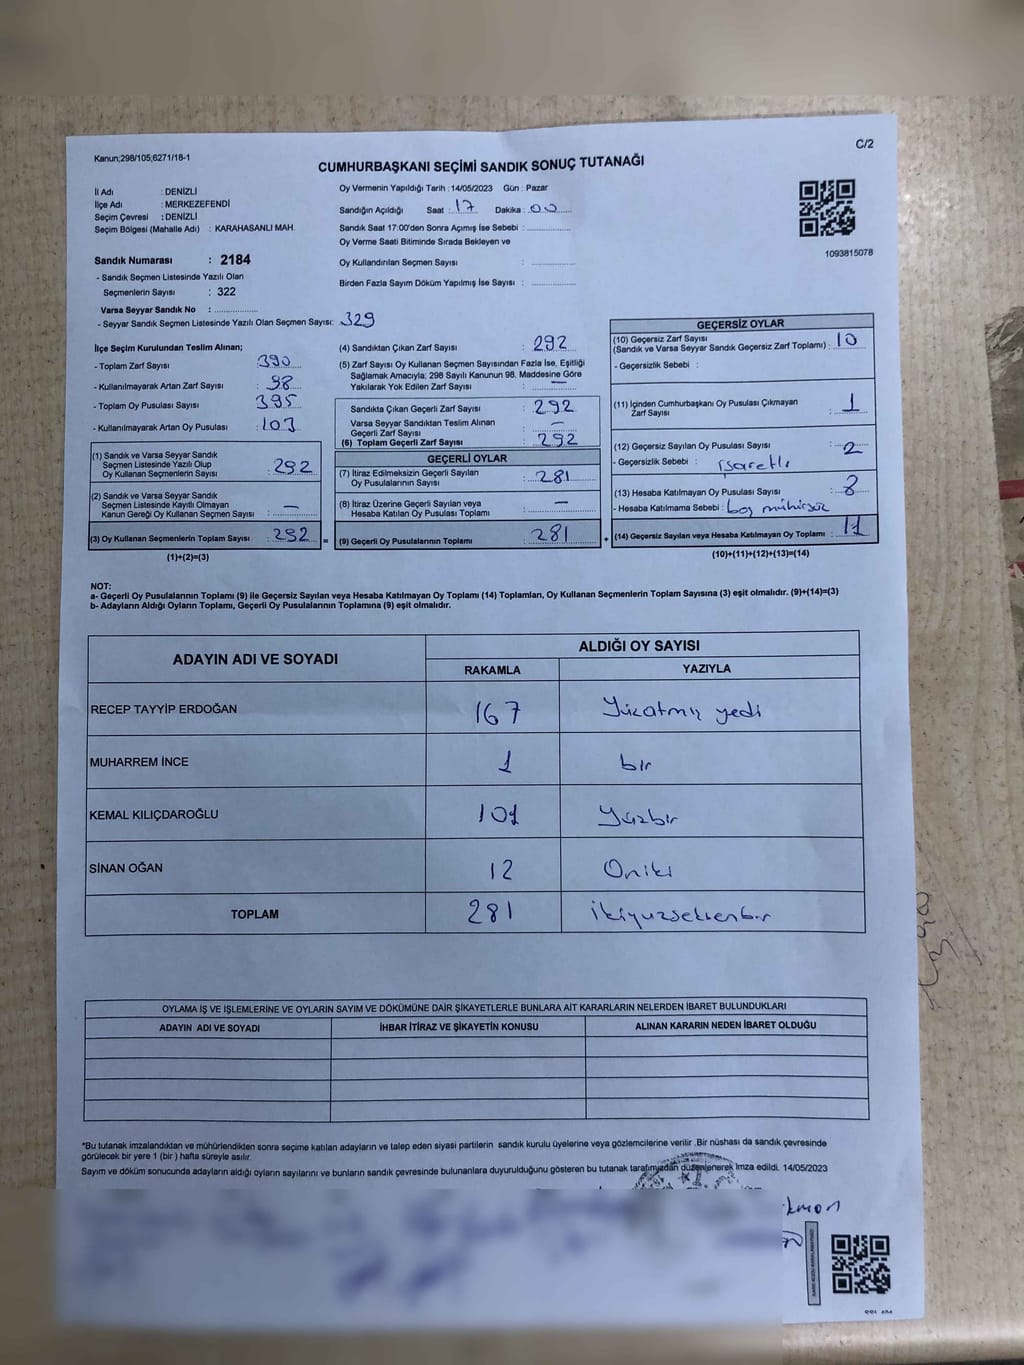 Kanun;298/105;6271/18-1
C/2
CUMHURBAŞKANI SEÇİMİ SANDIK SONUÇ TUTANAĞI
İl Adı : DENİZLİ
İlçe Adı : MERKEZEFENDİ
Seçim Çevresi : DENİZLİ
Seçim Bölgesi (Mahalle Adı) : KARAHASANLI MAH.
Oy Vermenin Yapıldığı Tarih : 14/05/2023 Gün : Pazar
Sandığın Açıldığı Saat : 17 Dakika : 00
Sandık Saat 17:00'den Sonra Açımış İse Sebebi :
Oy Verme Saati Bitiminde Sırada Bekleyen ve
Oy Kullandırılan Seçmen Sayısı :
Birden Fazla Sayım Döküm Yapılmış İse Sayısı :
1093815078
Sandık Numarası : 2184
- Sandık Seçmen Listesinde Yazılı Olan
Seçmenlerin Sayısı : 322
Varsa Seyyar Sandık No :
- Seyyar Sandık Seçmen Listesinde Yazılı Olan Seçmen Sayısı: 329
İlçe Seçim Kurulundan Teslim Alınan;
- Toplam Zarf Sayısı : 390
- Kullanılmayarak Artan Zarf Sayısı : 98
- Toplam Oy Pusulası Sayısı : 395
- Kullanılmayarak Artan Oy Pusulası : 103
(1) Sandık ve Varsa Seyyar Sandık
Seçmen Listesinde Yazılı Olup
Oy Kullanan Seçmenlerin Sayısı : 292
(2) Sandık ve Varsa Seyyar Sandık
Seçmen Listesinde Kayıtlı Olmayan
Kanun Gereği Oy Kullanan Seçmen Sayısı : —
(3) Oy Kullanan Seçmenlerin Toplam Sayısı : 292
(1)+(2)=(3)
(4) Sandıktan Çıkan Zarf Sayısı : 292
(5) Zarf Sayısı Oy Kullanan Seçmen Sayısından Fazla İse, Eşitliği
Sağlamak Amacıyla; 298 Sayılı Kanunun 98. Maddesine Göre
Yakılarak Yok Edilen Zarf Sayısı : —
Sandıkta Çıkan Geçerli Zarf Sayısı : 292
Varsa Seyyar Sandıktan Teslim Alınan
Geçerli Zarf Sayısı : —
(6) Toplam Geçerli Zarf Sayısı : 292
GEÇERLİ OYLAR
(7) İtiraz Edilmeksizin Geçerli Sayılan
Oy Pusulalarının Sayısı : 281
(8) İtiraz Üzerine Geçerli Sayılan veya
Hesaba Katılan Oy Pusulası Toplamı : —
= (9) Geçerli Oy Pusulalarının Toplamı : 281
GEÇERSİZ OYLAR
(10) Geçersiz Zarf Sayısı
(Sandık ve Varsa Seyyar Sandık Geçersiz Zarf Toplamı) : 10
- Geçersizlik Sebebi :
(11) İçinden Cumhurbaşkanı Oy Pusulası Çıkmayan
Zarf Sayısı : 1
(12) Geçersiz Sayılan Oy Pusulası Sayısı : 2
- Geçersizlik Sebebi : işaretli
(13) Hesaba Katılmayan Oy Pusulası Sayısı : 8
- Hesaba Katılmama Sebebi : boş mühürsüz
+ (14) Geçersiz Sayılan veya Hesaba Katılmayan Oy Toplamı : 11
(10)+(11)+(12)+(13)=(14)
NOT:
a- Geçerli Oy Pusulalarının Toplamı (9) ile Geçersiz Sayılan veya Hesaba Katılmayan Oy Toplamı (14) Toplamları, Oy Kullanan Seçmenlerin Toplam Sayısına (3) eşit olmalıdır. (9)+(14)=(3)
b- Adayların Aldığı Oyların Toplamı, Geçerli Oy Pusulalarının Toplamına (9) eşit olmalıdır.
ADAYIN ADI VE SOYADI
ALDIĞI OY SAYISI
RAKAMLA YAZIYLA
RECEP TAYYİP ERDOĞAN 167 Yüzatmış yedi
MUHARREM İNCE 1 bir
KEMAL KILIÇDAROĞLU 101 Yüzbir
SİNAN OĞAN 12 Oniki
TOPLAM 281 ikiyüzseksenbir
OYLAMA İŞ VE İŞLEMLERİNE VE OYLARIN SAYIM VE DÖKÜMÜNE DAİR ŞİKAYETLERLE BUNLARA AİT KARARLARIN NELERDEN İBARET BULUNDUKLARI
ADAYIN ADI VE SOYADI İHBAR İTİRAZ VE ŞİKAYETİN KONUSU ALINAN KARARIN NEDEN İBARET OLDUĞU
*Bu tutanak imzalandıktan ve mühürlendikten sonra seçime katılan adayların ve talep eden siyasi partilerin sandık kurulu üyelerine veya gözlemcilerine verilir .Bir nüshası da sandık çevresinde
görülecek bir yere 1 (bir ) hafta süreyle asılır.
Sayım ve döküm sonucunda adayların aldığı oyların sayılarını ve bunların sandık çevresinde bulunanlara duyurulduğunu gösteren bu tutanak tarafımızdan düzenlenerek imza edildi. 14/05/2023